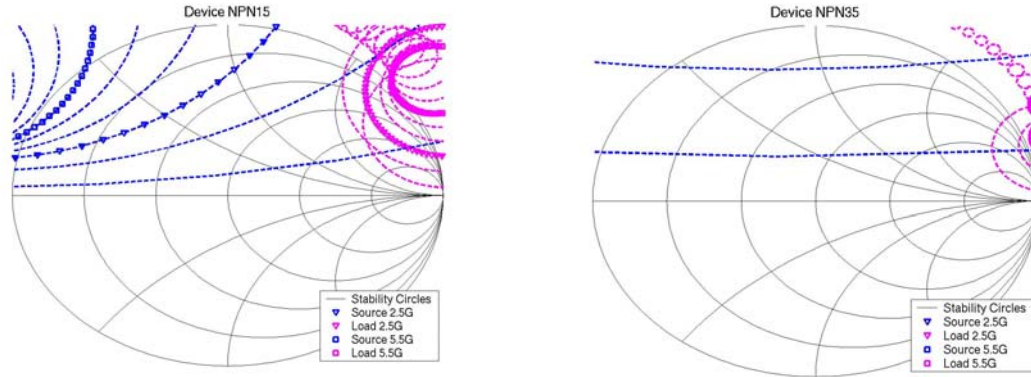 Device NPN15
Stability Circles
Source 2.5G
Load 2.5G
Source 5.5G
Load 5.5G
Device NPN35
Stability Circles
Source 2.5G
Load 2.5G
Source 5.5G
Load 5.5G